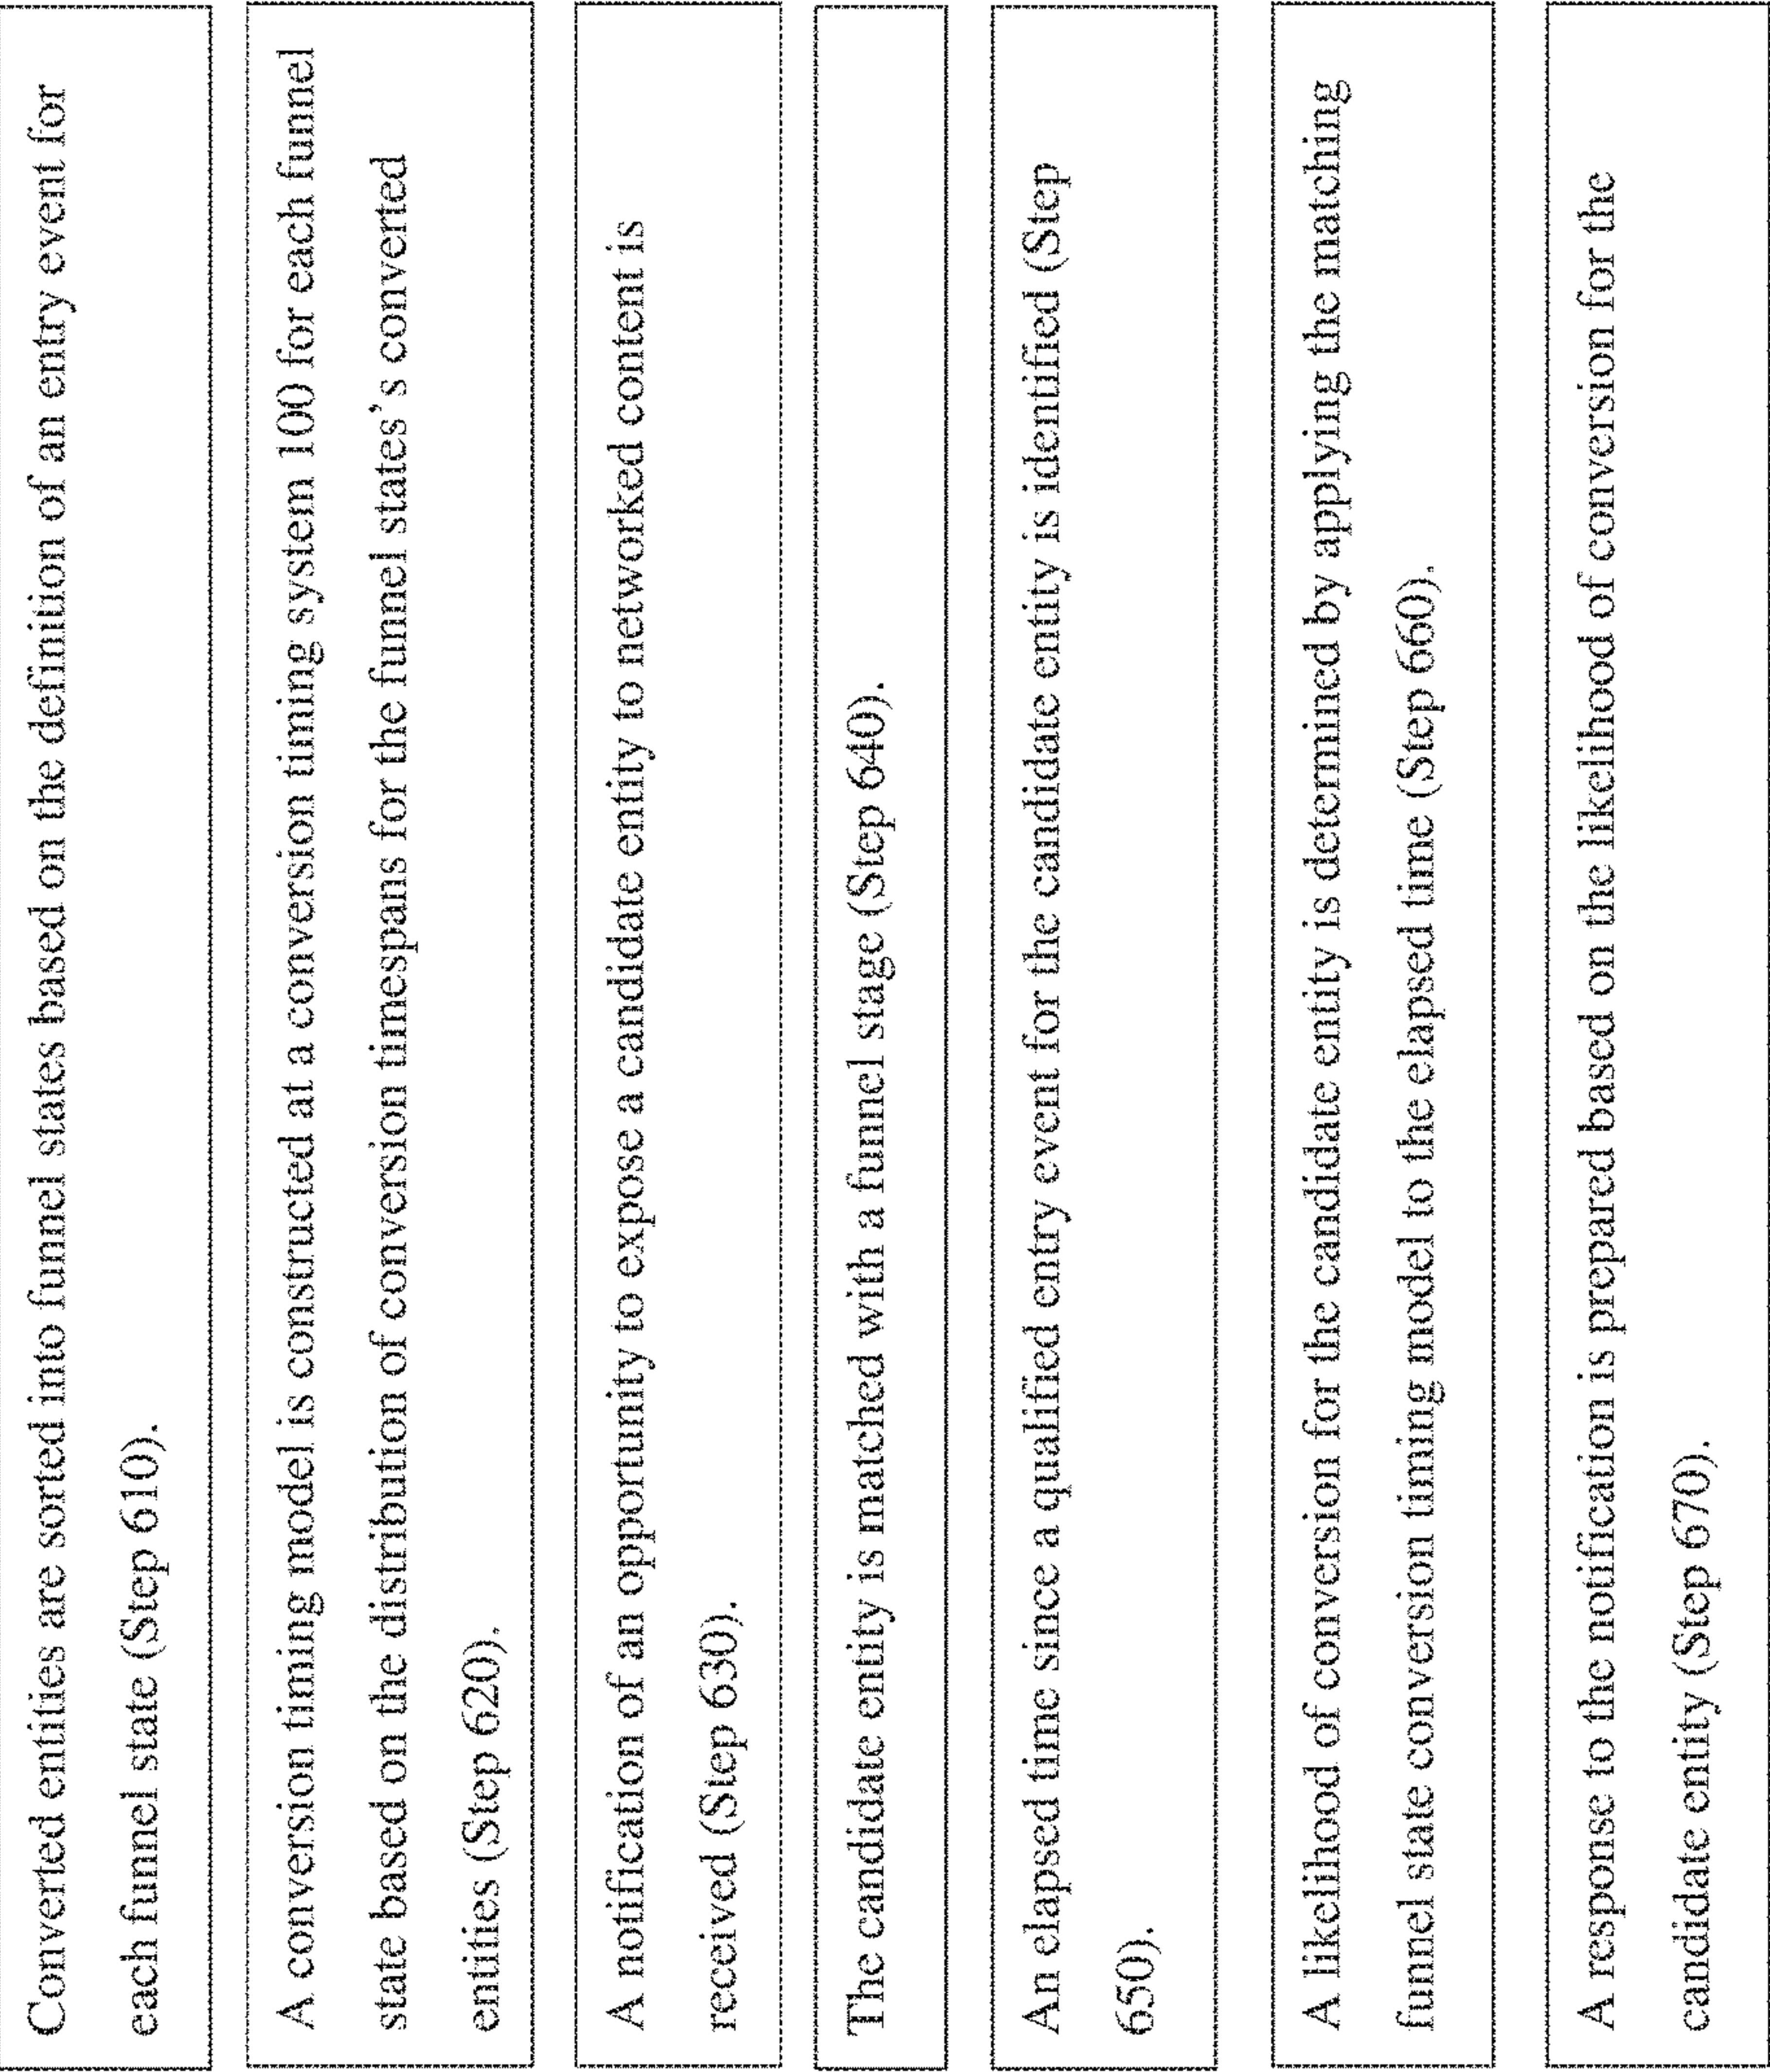 Converted entities are sorted into funnel states based on the definition of an entry event for
each funnel state (Step 610).
A conversion timing model is constructed at a conversion timing system 100 for each funnel
state based on the distribution of conversion timespans for the funnel states's converted
entities (Step 620).
A notification of an opportunity to expose a candidate entity to networked content is
received (Step 630).
The candidate entity is matched with a funnel stage (Step 640).
An elapsed time since a qualified entry event for the candidate entity is identified (Step
650).
A likelihood of conversion for the candidate entity is determined by applying the matching
funnel state conversion timing model to the elapsed time (Step 660).
A response to the notification is prepared based on the likelihood of conversion for the
candidate entity (Step 670).